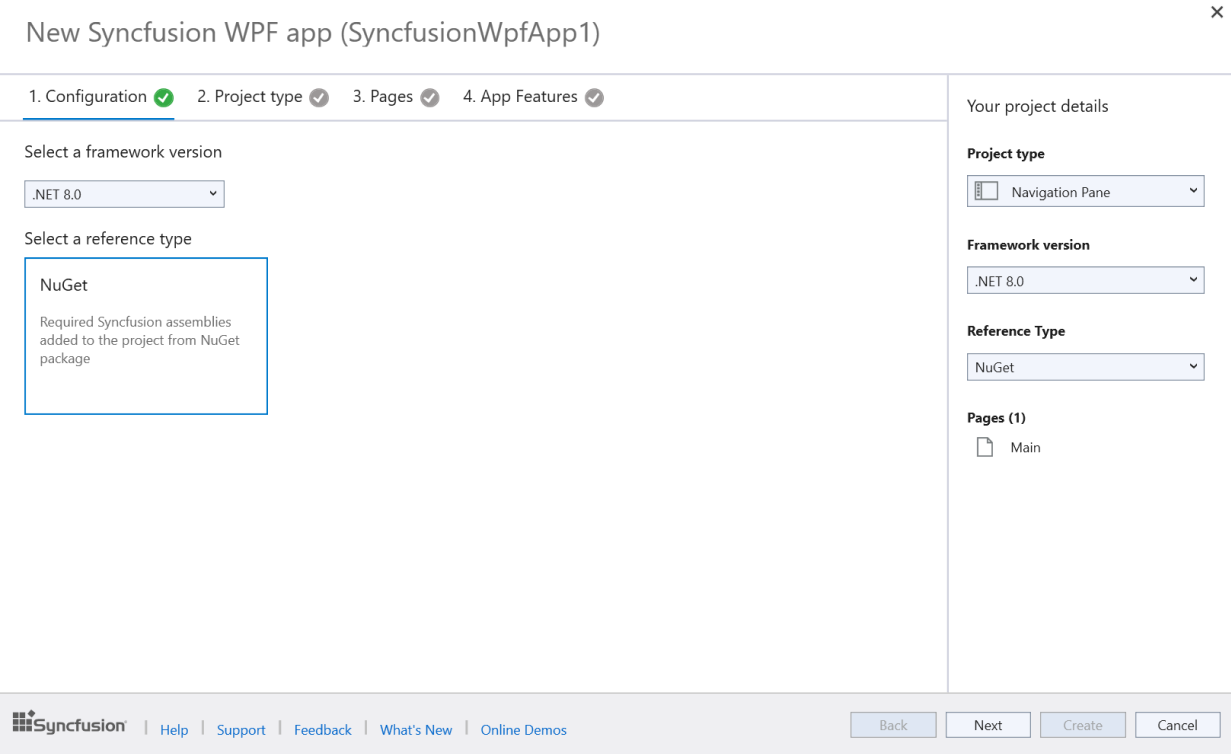 New Syncfusion WPF app (SyncfusionWpfApp1)
1. Configuration 2. Project type 3. Pages 4. App Features
Select a framework version
.NET 8.0
Select a reference type
NuGet
Required Syncfusion assemblies
added to the project from NuGet
package
Your project details
Project type
Navigation Pane
Framework version
.NET 8.0
Reference Type
NuGet
Pages (1)
Main
Syncfusion | Help | Support | Feedback | What's New | Online Demos
Back Next Create Cancel